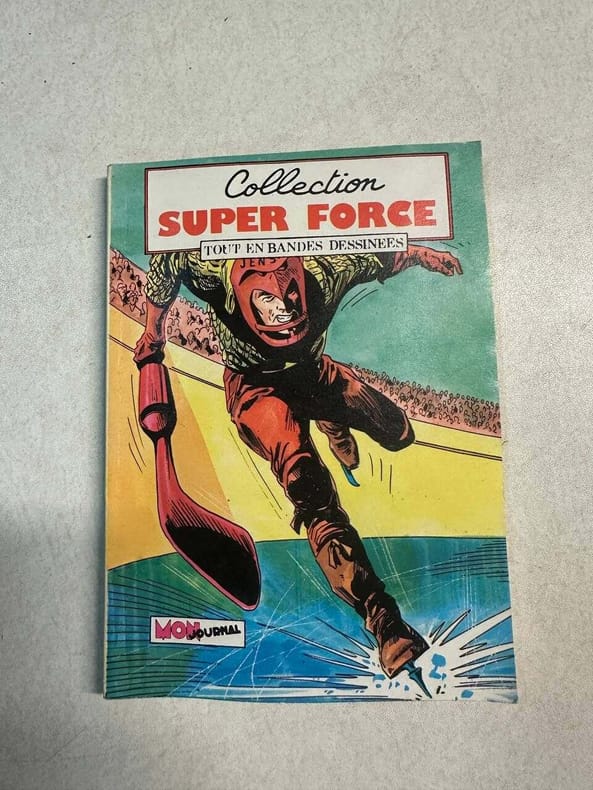 Collection
SUPER FORCE
TOUT EN BANDES DESSINEES
JENS
MON JOURNAL